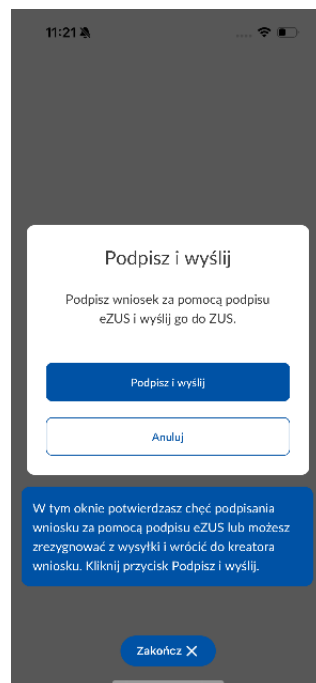 11:21
Podpisz i wyślij
Podpisz wniosek za pomocą podpisu
eZUS i wyślij go do ZUS.
Podpisz i wyślij
Anuluj
W tym oknie potwierdzasz chęć podpisania
wniosku za pomocą podpisu eZUS lub możesz
zrezygnować z wysyłki i wrócić do kreatora
wniosku. Kliknij przycisk Podpisz i wyślij.
Zakończ